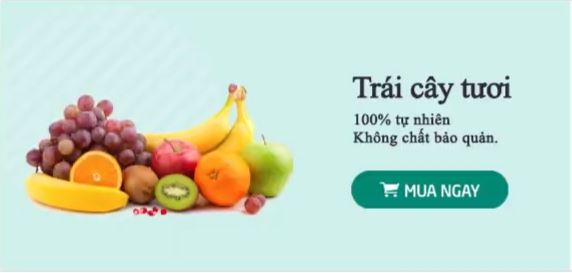 Trái cây tươi
100% tự nhiên
Không chất bảo quản.
MUA NGAY